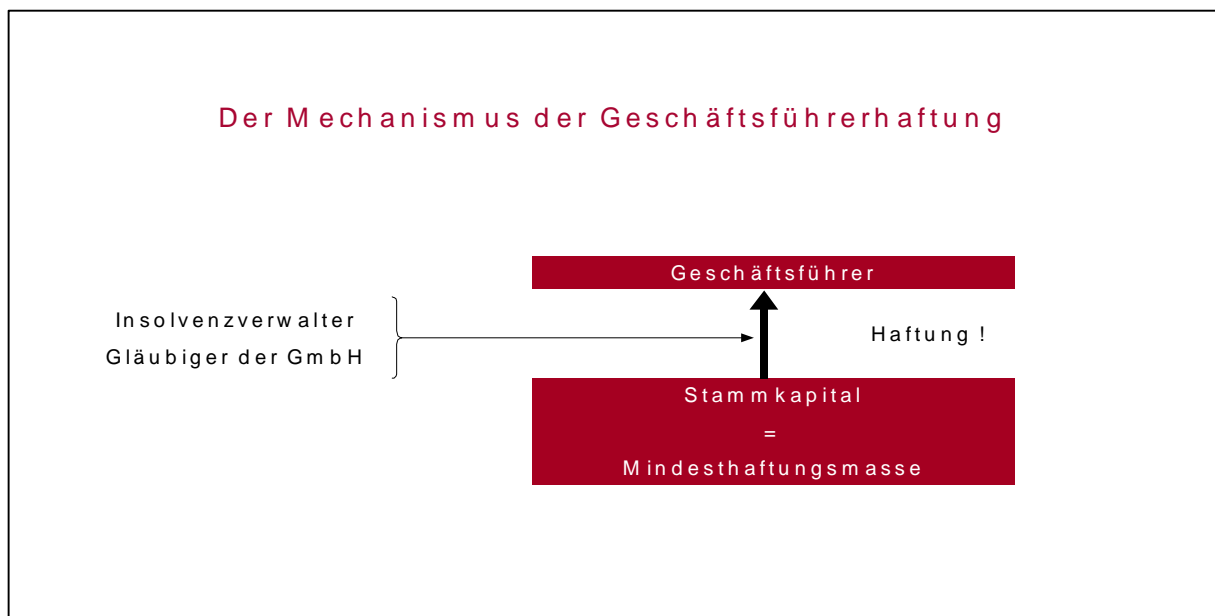 Der Mechanismus der Geschäftsführerhaftung
Geschäftsführer
Insolvenzverwalter
Gläubiger der GmbH
Haftung !
Stammkapital
=
Mindesthaftungsmasse